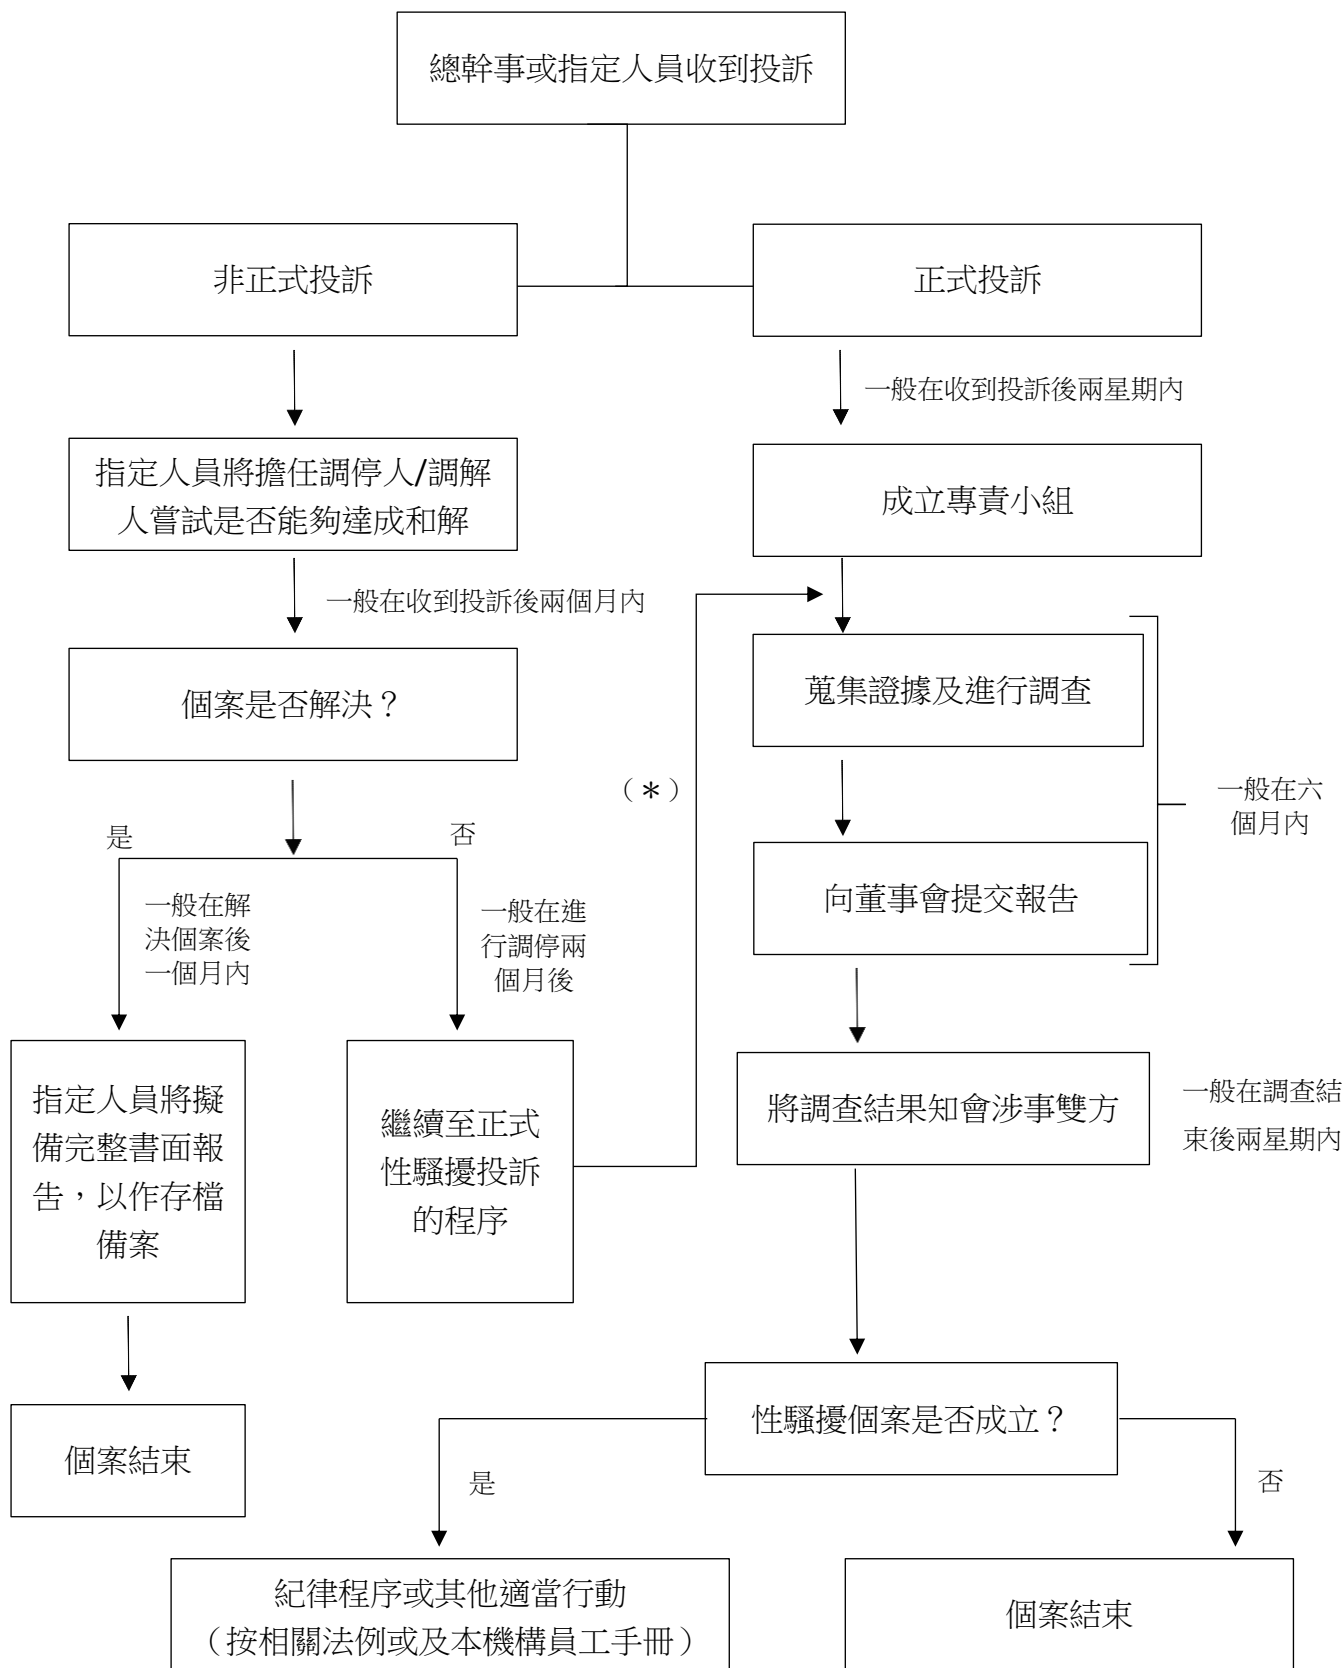 總幹事或指定人員收到投訴
非正式投訴
正式投訴
一般在收到投訴後兩星期內
指定人員將擔任調停人/調解
人嘗試是否能夠達成和解
成立專責小組
一般在收到投訴後兩個月內
個案是否解決？
蒐集證據及進行調查
（＊）
一般在六
個月內
是
否
一般在解
決個案後
一個月內
一般在進
行調停兩
個月後
向董事會提交報告
指定人員將擬
備完整書面報
告，以作存檔
備案
繼續至正式
性騷擾投訴
的程序
將調查結果知會涉事雙方
一般在調查結
束後兩星期內
個案結束
性騷擾個案是否成立？
是
否
紀律程序或其他適當行動
（按相關法例或及本機構員工手冊）
個案結束